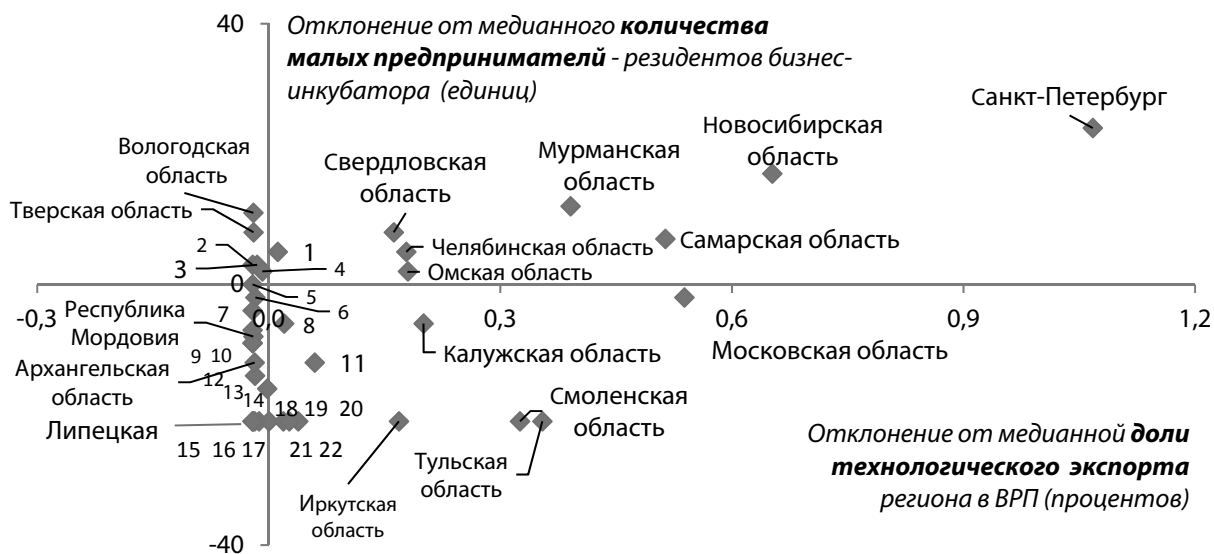 40
Отклонение от медианного количества
малых предпринимателй - резидентов бизнес-
инкубатора (единиц)
Санкт-Петербург
Новосибирская
область
Мурманская
область
Свердловская
область
Вологодская
область
Тверская область
Самарская область
Челябинская область
Омская область
1
2
3
4
0
5
6
-0,3
0,0
0,3
0,6
0,9
1,2
Республика
Мордовия
7
8
Калужская область
Московская область
9 10
11
Архангельская
область
12
13
14
18 19 20
Липецкая
15 16 17
21 22
Смоленская
область
Тульская
область
Иркутская
область
Отклонение от медианной доли
технологического экспорта
региона в ВРП (процентов)
-40